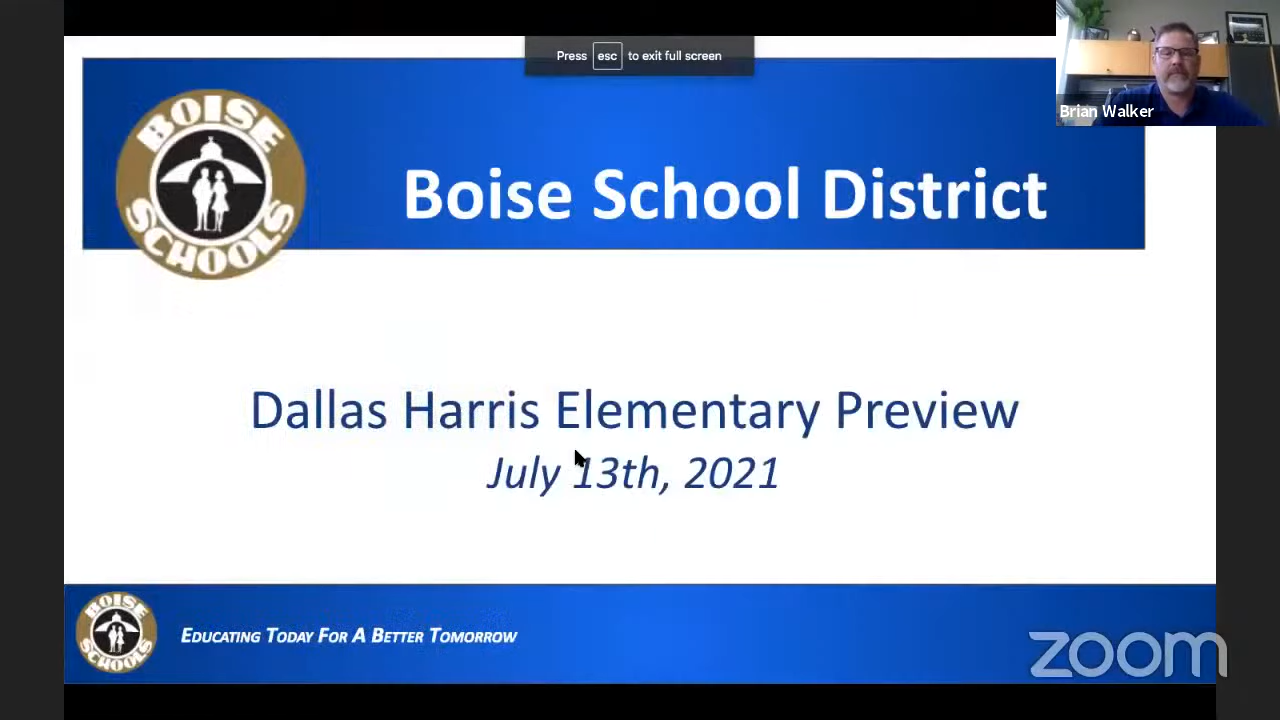 Press esc to exit full screen
Brian Walker
BOISE
SCHOOLS
Boise School District
Dallas Harris Elementary Preview
July 13th, 2021
BOISE
SCHOOLS
EDUCATING TODAY FOR A BETTER TOMORROW
zoom